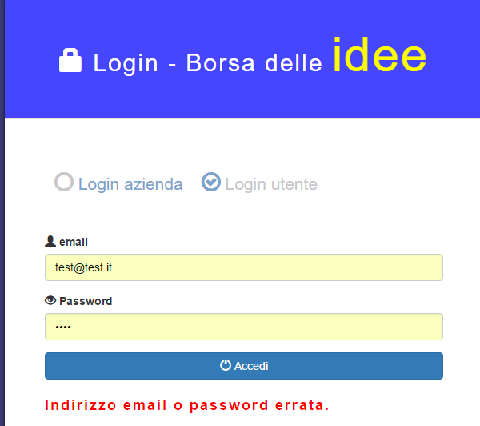 Login - Borsa delle idee
Login azienda Login utente
email
test@test.it
Password
••••
Accedi
Indirizzo email o password errata.